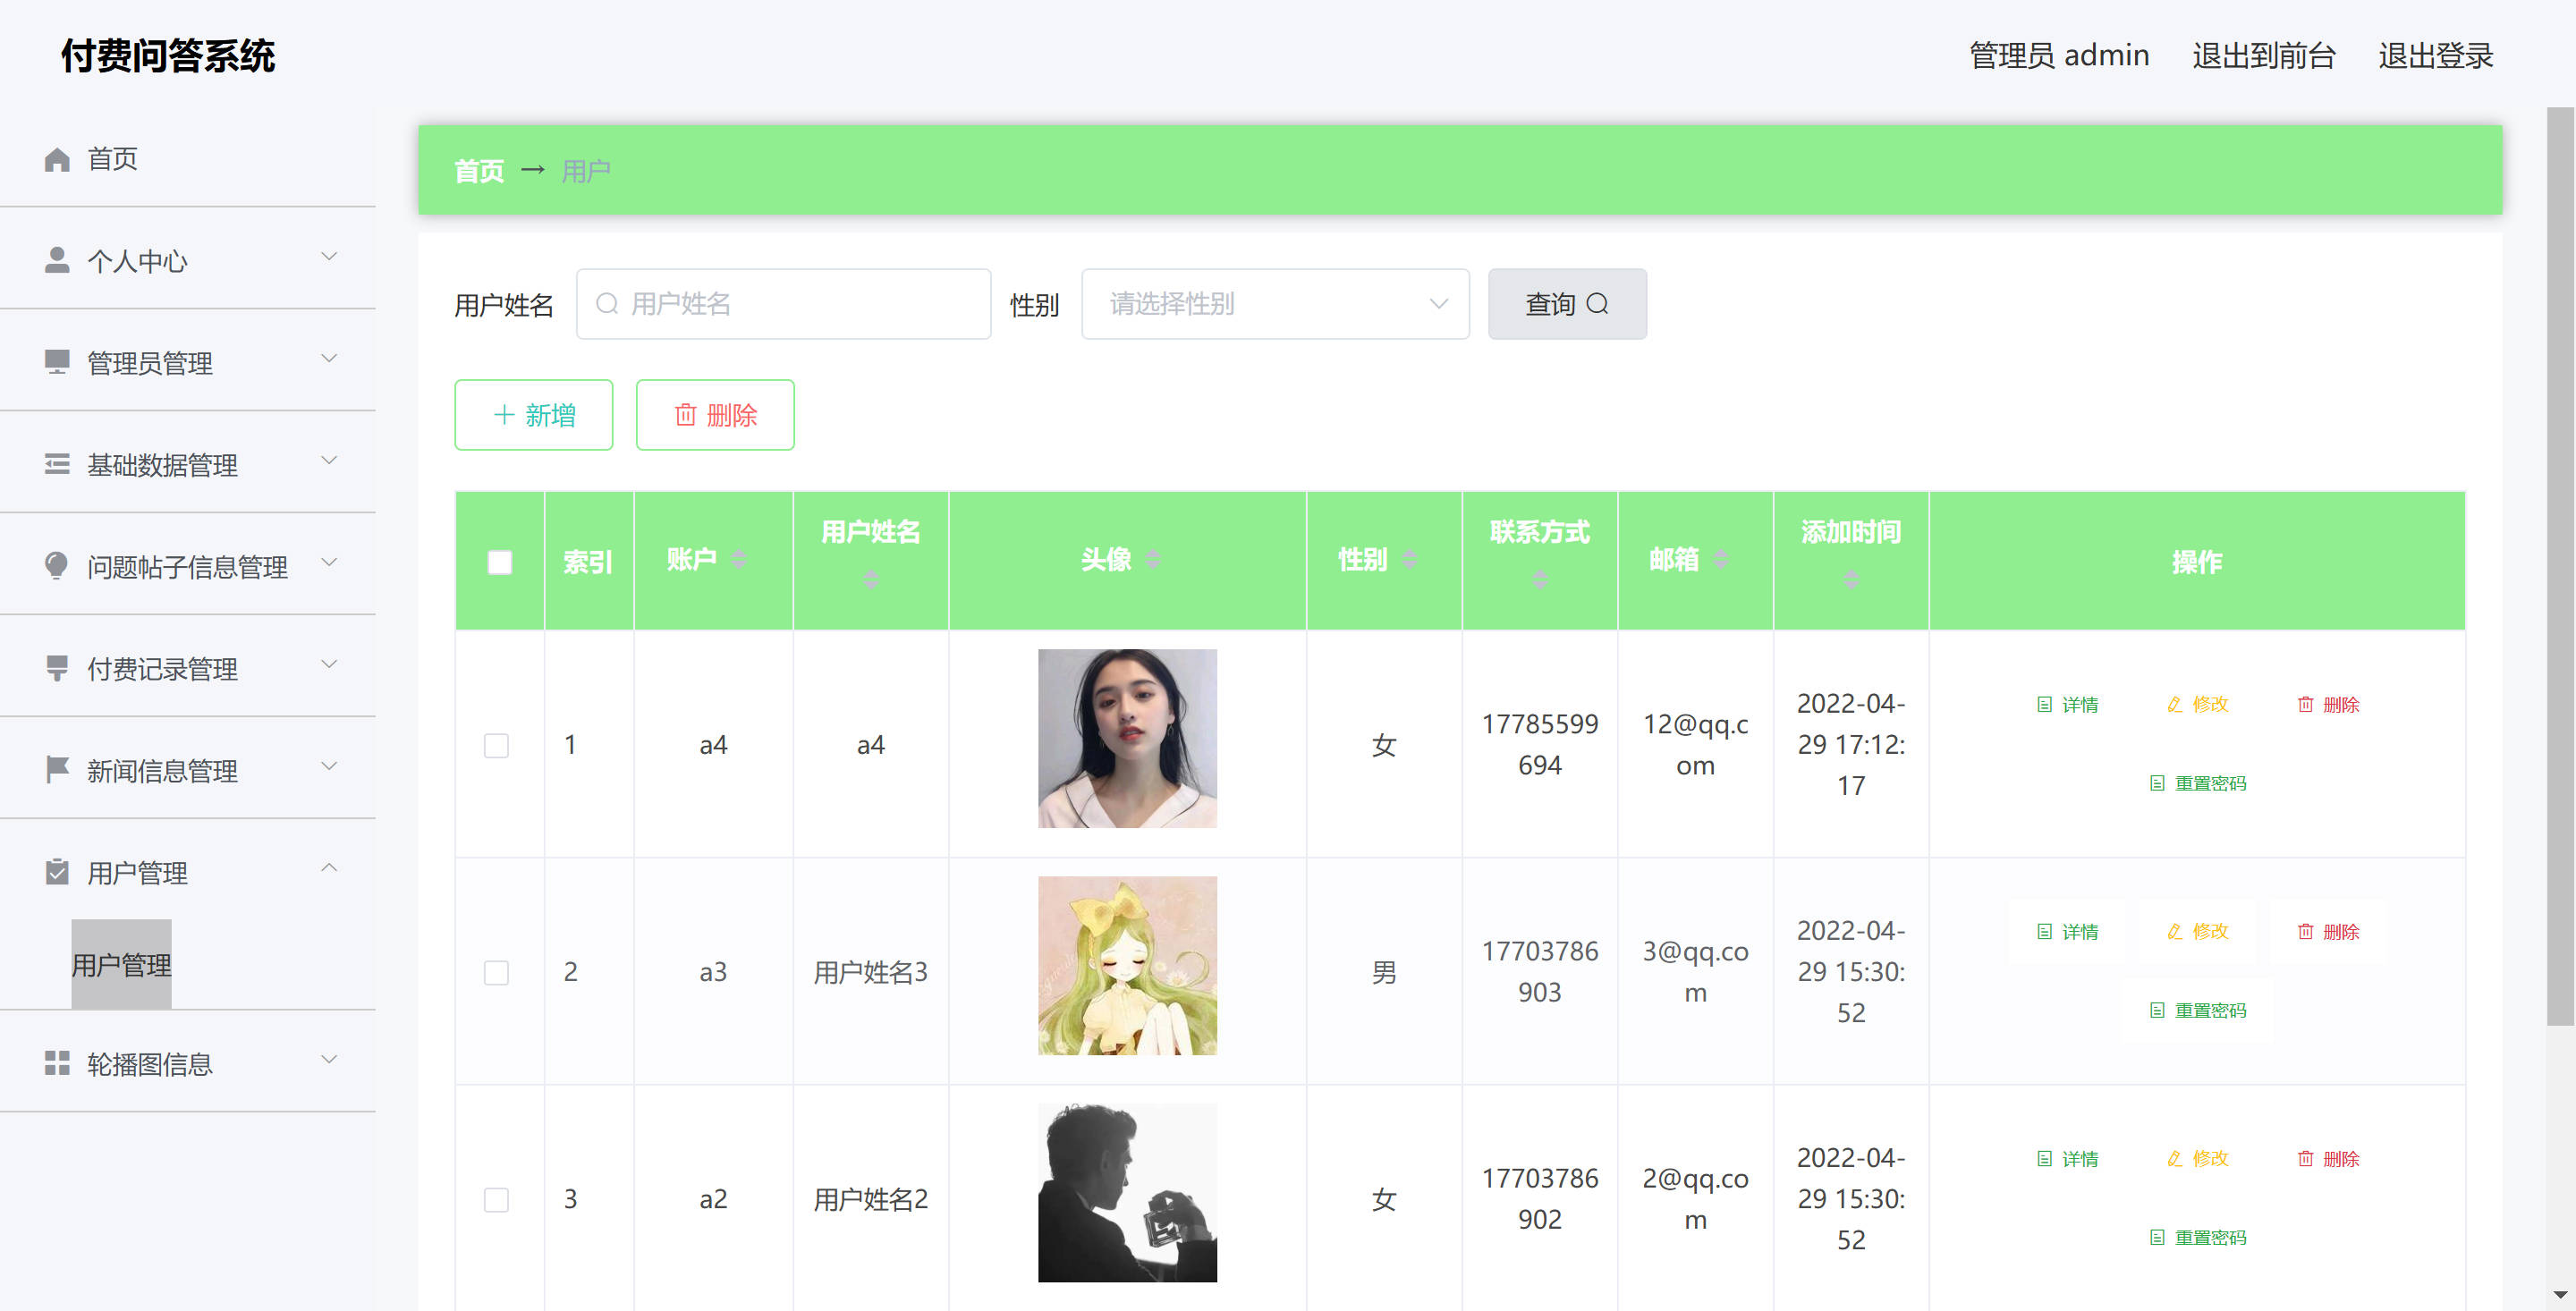 付费问答系统
管理员 admin 退出到前台 退出登录
首页
个人中心
管理员管理
基础数据管理
问题帖子信息管理
付费记录管理
新闻信息管理
用户管理
用户管理
轮播图信息
首页 → 用户
用户姓名 用户姓名 性别 请选择性别 查询
新增 删除
索引 账户 用户姓名 头像 性别 联系方式 邮箱 添加时间 操作
1 a4 a4 女
17785599
694
12@qq.c
om
2022-04-
29 17:12:
17
详情 修改 删除
重置密码
2 a3 用户姓名3 男
17703786
903
3@qq.co
m
2022-04-
29 15:30:
52
详情 修改 删除
重置密码
3 a2 用户姓名2 女
17703786
902
2@qq.co
m
2022-04-
29 15:30:
52
详情 修改 删除
重置密码